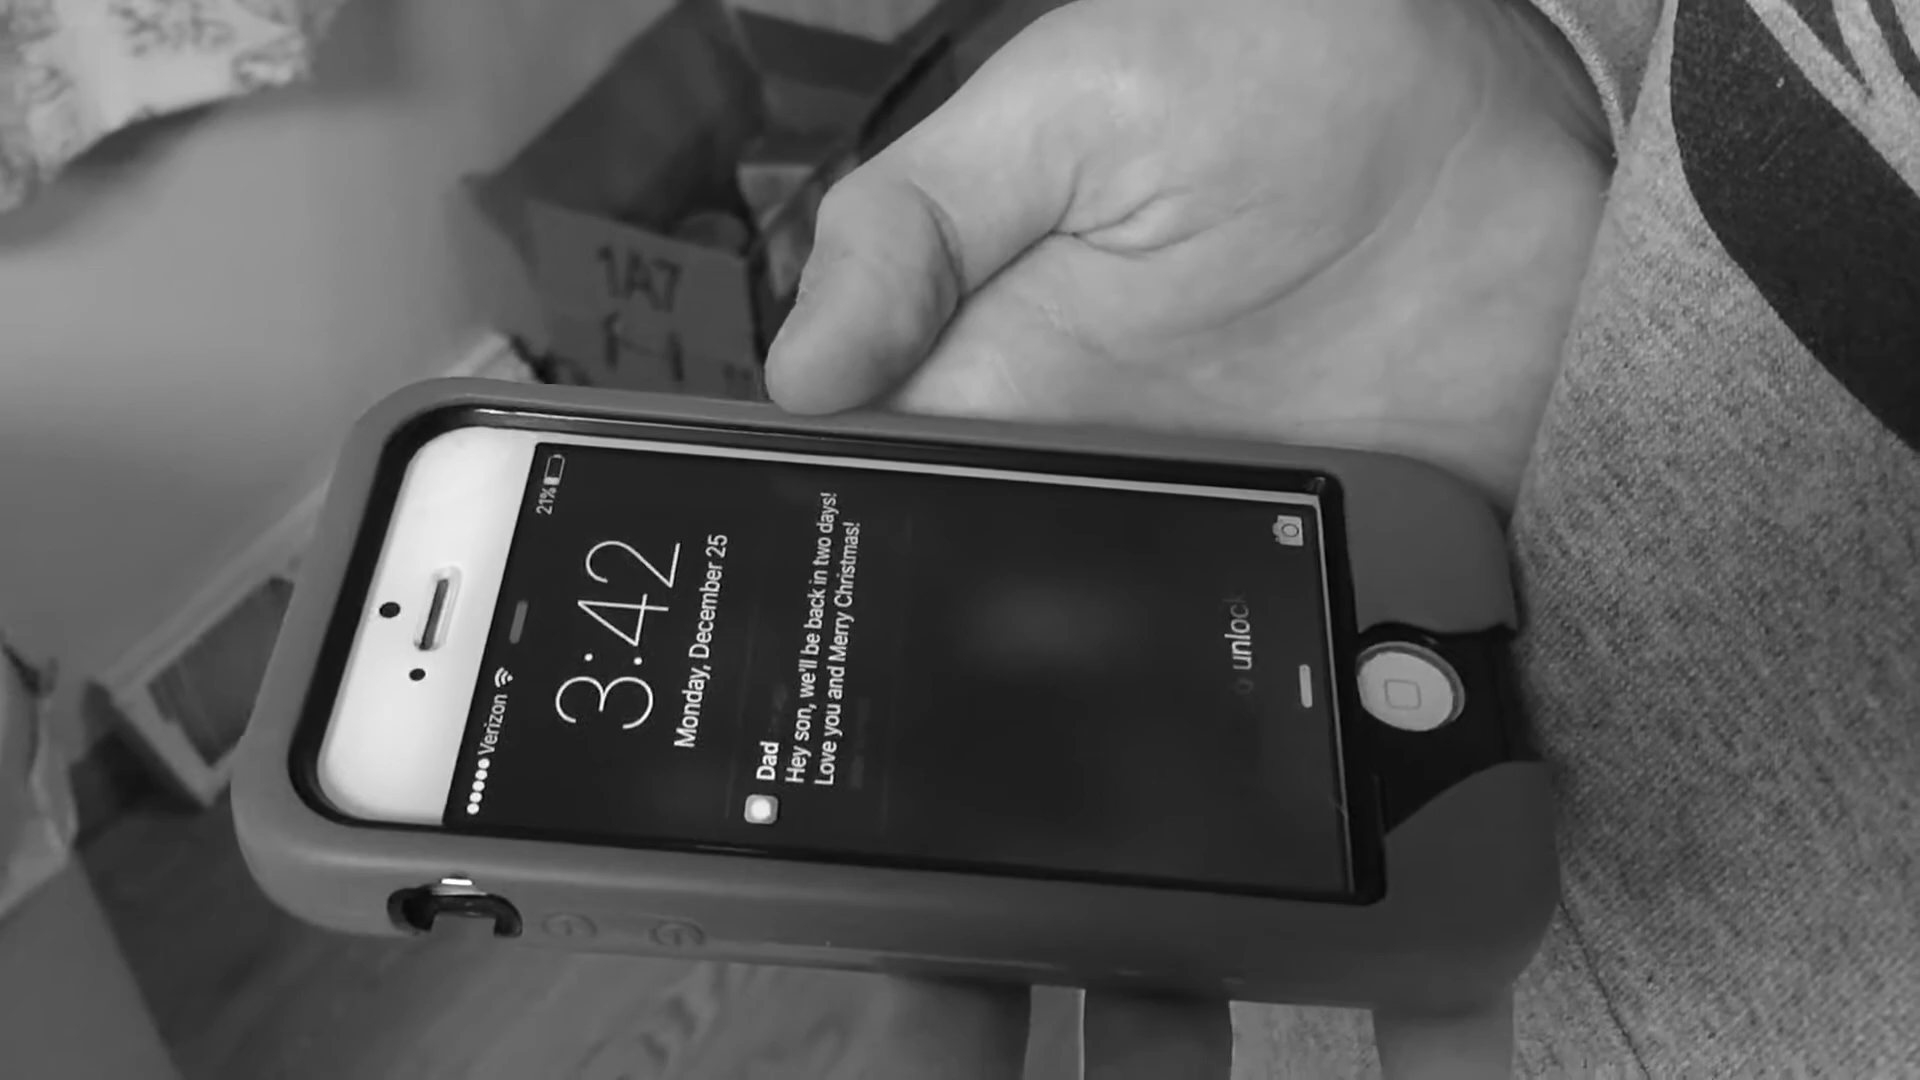 Verizon 21%
3:42
Monday, December 25
Dad
Hey son, we'll be back in two days!
Love you and Merry Christmas!
unlock
1A7